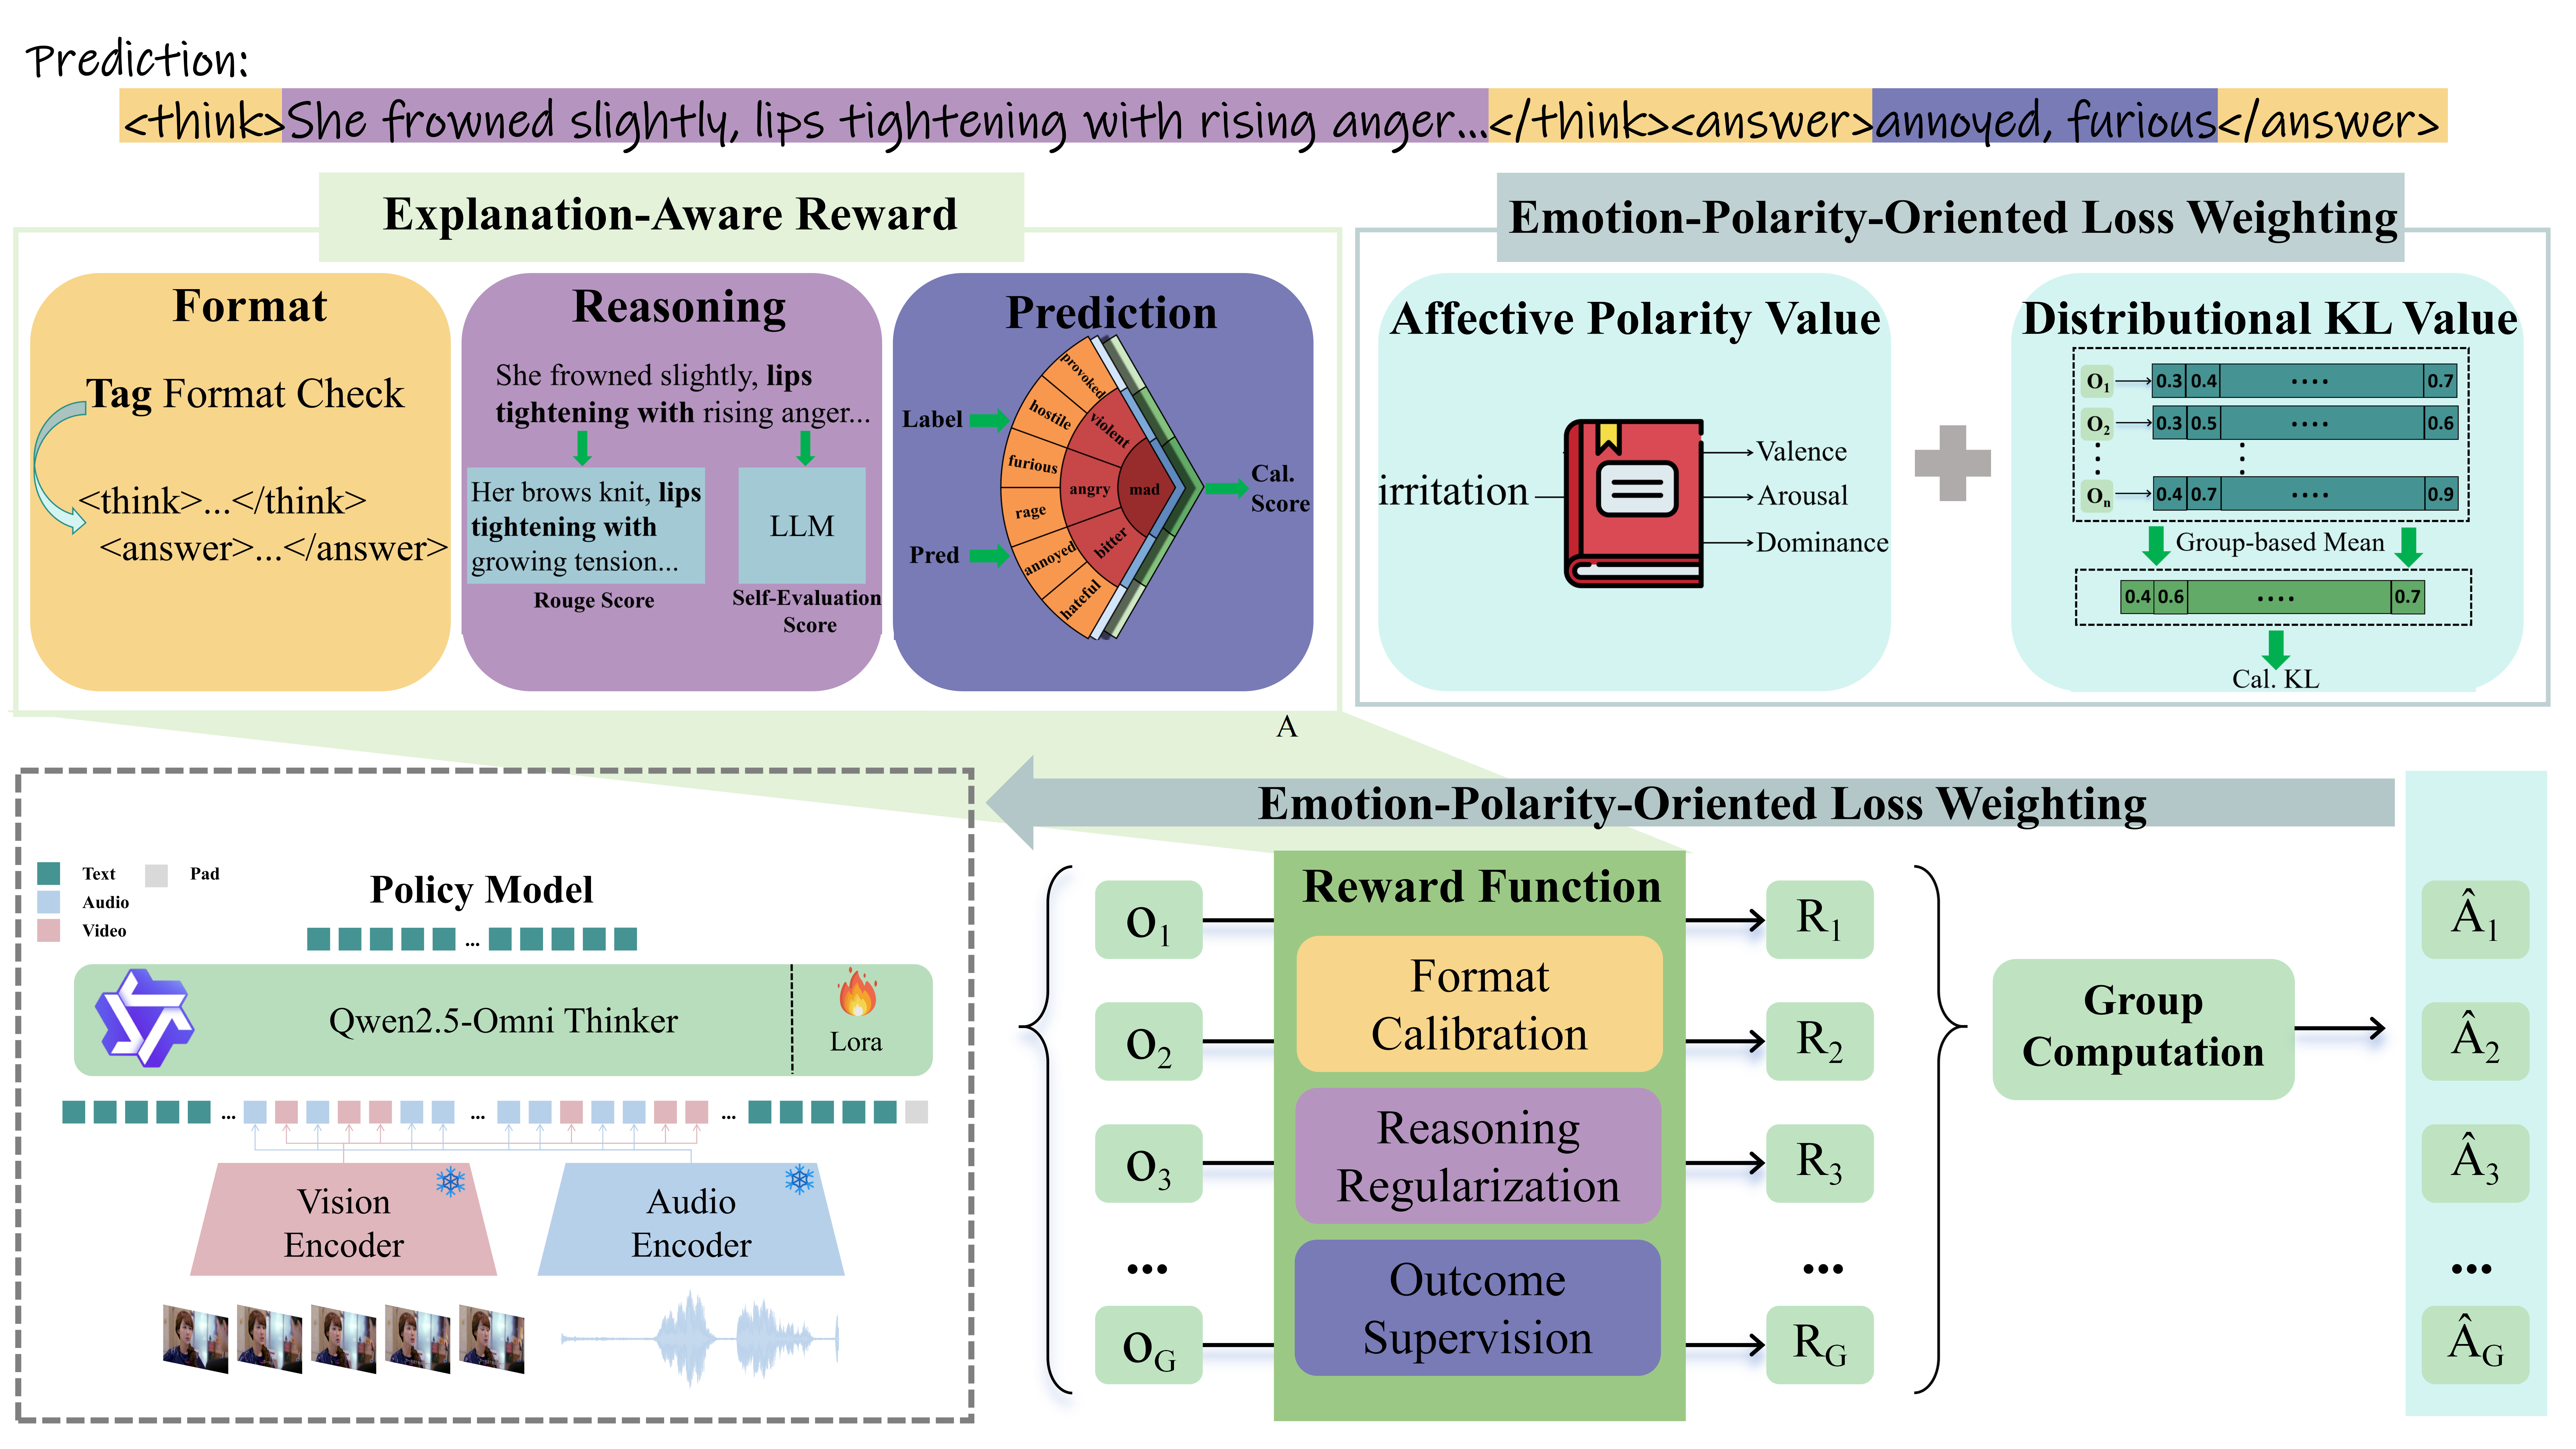 Prediction:
<think>She frowned slightly, lips tightening with rising anger...</think><answer>annoyed, furious</answer>
Explanation-Aware Reward
Format
Tag Format Check
<think>...</think>
<answer>...</answer>
Reasoning
She frowned slightly, lips
tightening with rising anger...
Her brows knit, lips
tightening with
growing tension...
Rouge Score
LLM
Self-Evaluation
Score
Prediction
Label
Pred
provoked
hostile
furious
rage
annoyed
hateful
violent
angry
bitter
mad
Cal.
Score
Emotion-Polarity-Oriented Loss Weighting
Affective Polarity Value
irritation
Valence
Arousal
Dominance
Distributional KL Value
O1 0.3 0.4 .... 0.7
O2 0.3 0.5 .... 0.6
On 0.4 0.7 .... 0.9
Group-based Mean
0.4 0.6 .... 0.7
Cal. KL
A
Emotion-Polarity-Oriented Loss Weighting
Text
Pad
Audio
Video
Policy Model
...
Qwen2.5-Omni Thinker
Lora
... ... ...
Vision
Encoder
Audio
Encoder
O1
O2
O3
...
OG
Reward Function
Format
Calibration
Reasoning
Regularization
Outcome
Supervision
R1
R2
R3
...
RG
Group
Computation
Â1
Â2
Â3
...
ÂG